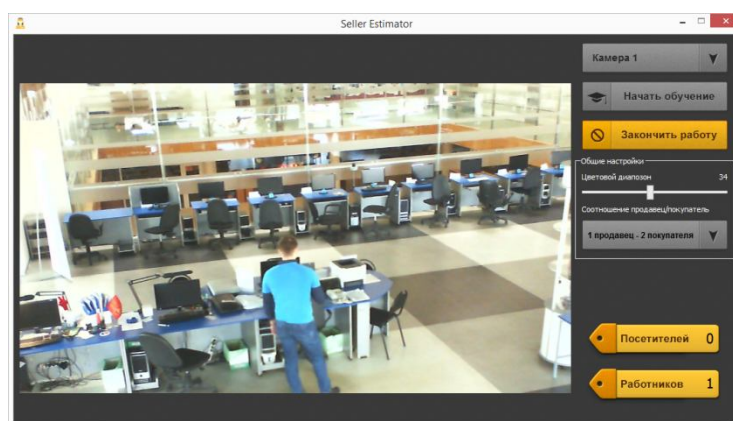 Seller Estimator
Камера 1
Начать обучение
Закончить работу
Общие настройки
Цветовой диапозон 34
Соотношение продавец/покупатель
1 продавец - 2 покупателя
Посетителей 0
Работников 1